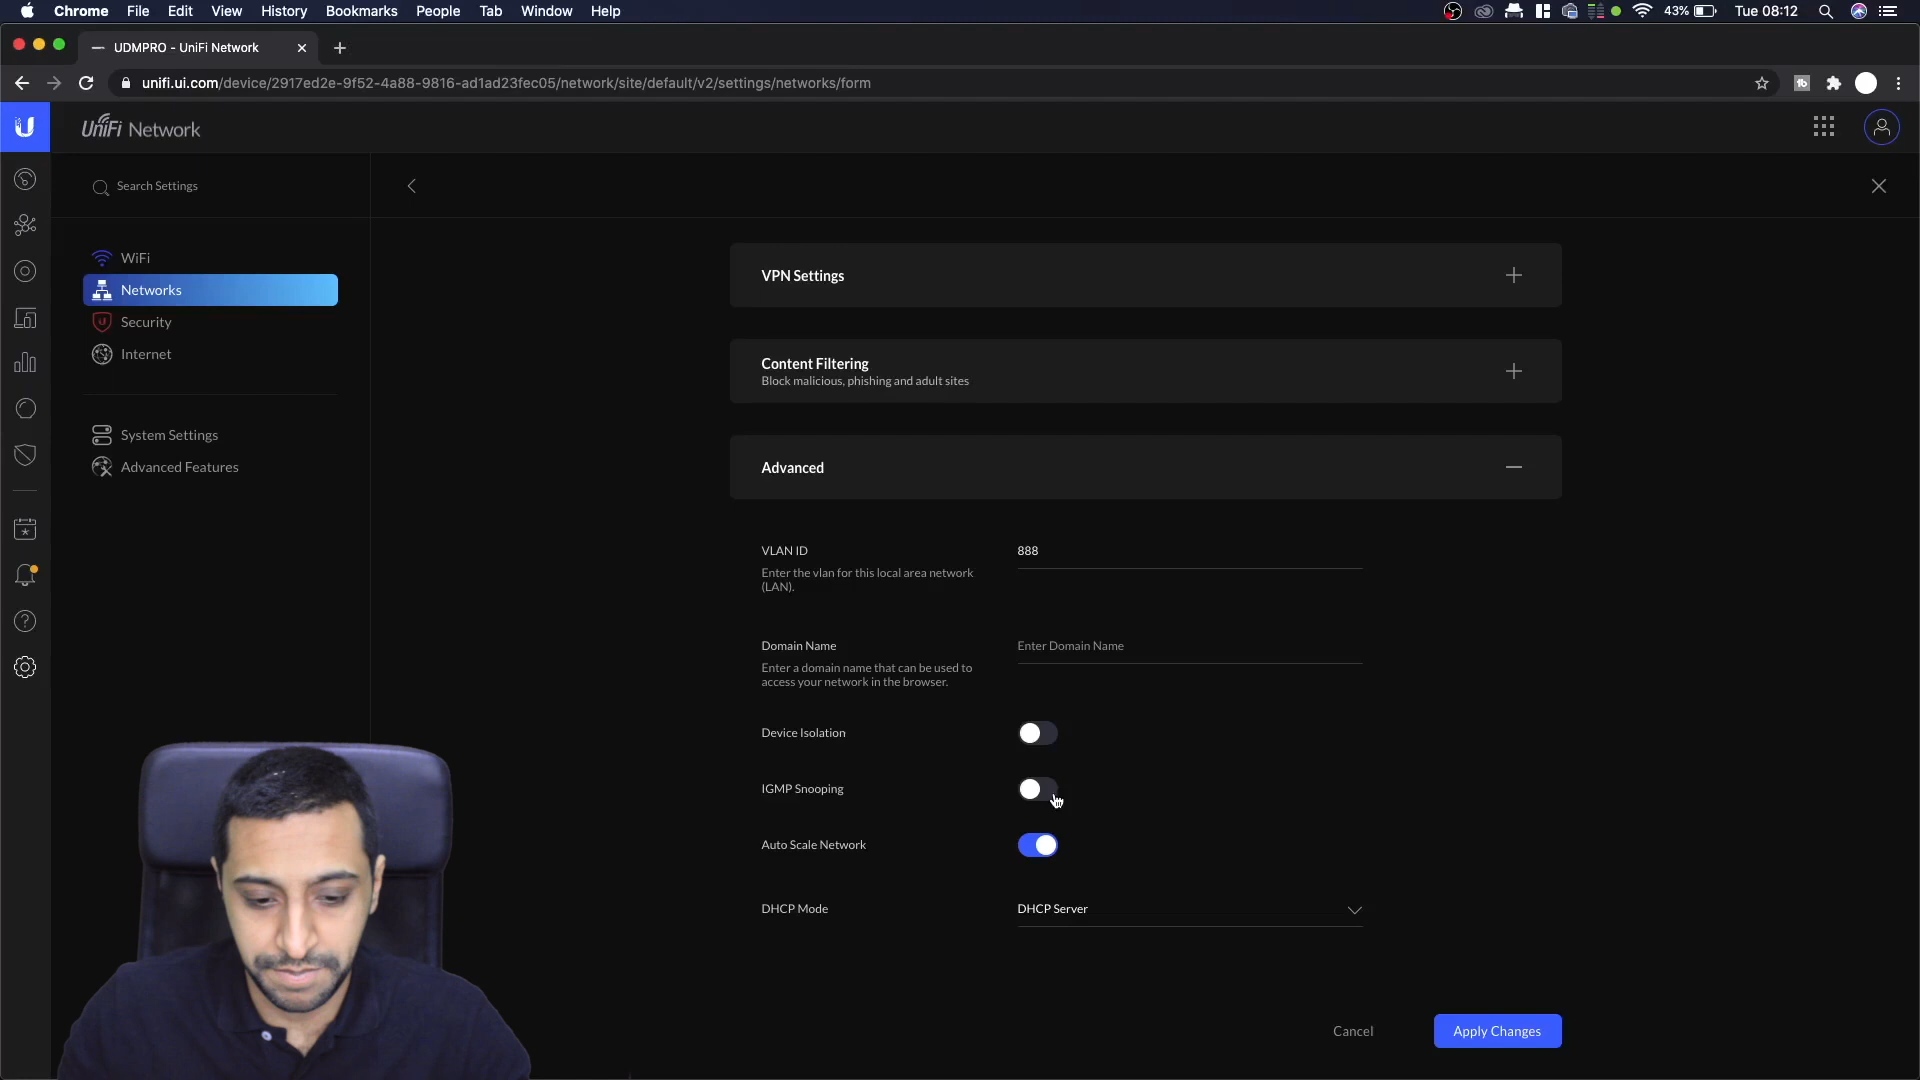 Chrome File Edit View History Bookmarks People Tab Window Help
43% Tue 08:12
UDMPRO - UniFi Network
unifi.ui.com/device/2917ed2e-9f52-4a88-9816-ad1ad23fec05/network/site/default/v2/settings/networks/form
UniFi Network
Search Settings
WiFi
Networks
Security
Internet
System Settings
Advanced Features
VPN Settings
Content Filtering
Block malicious, phishing and adult sites
Advanced
VLAN ID
888
Enter the vlan for this local area network
(LAN).
Domain Name
Enter Domain Name
Enter a domain name that can be used to
access your network in the browser.
Device Isolation
IGMP Snooping
Auto Scale Network
DHCP Mode
DHCP Server
Cancel
Apply Changes